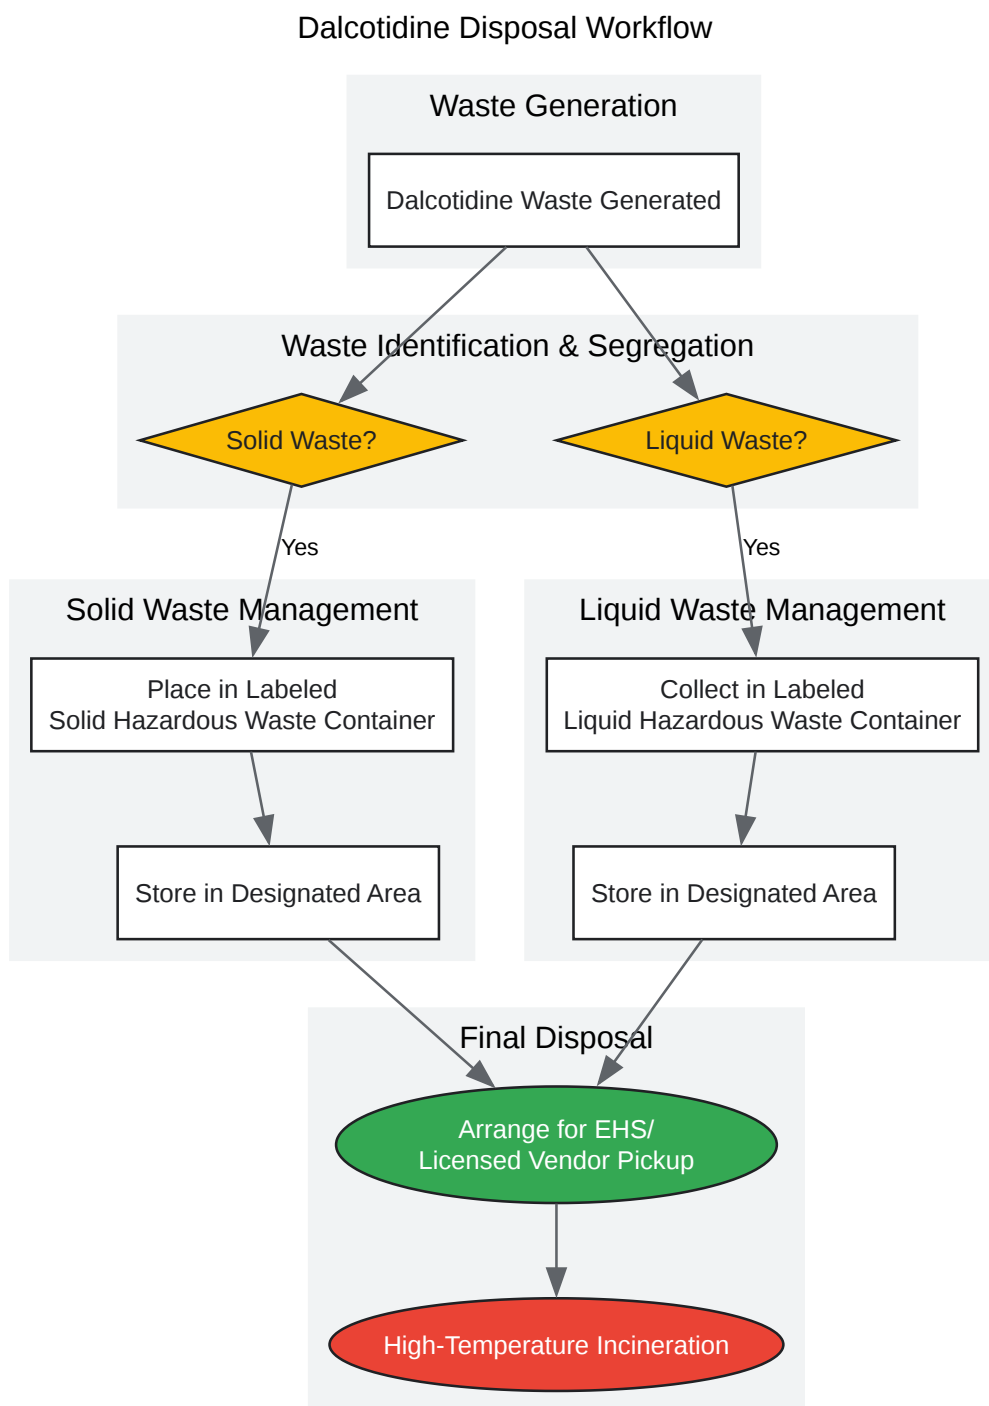 Dalcotidine Disposal Workflow
Waste Generation
Dalcotidine Waste Generated
Waste Identification & Segregation
Solid Waste?
Liquid Waste?
Yes
Yes
Solid Waste Management
Place in Labeled
Solid Hazardous Waste Container
Store in Designated Area
Liquid Waste Management
Collect in Labeled
Liquid Hazardous Waste Container
Store in Designated Area
Final Disposal
Arrange for EHS/
Licensed Vendor Pickup
High-Temperature Incineration